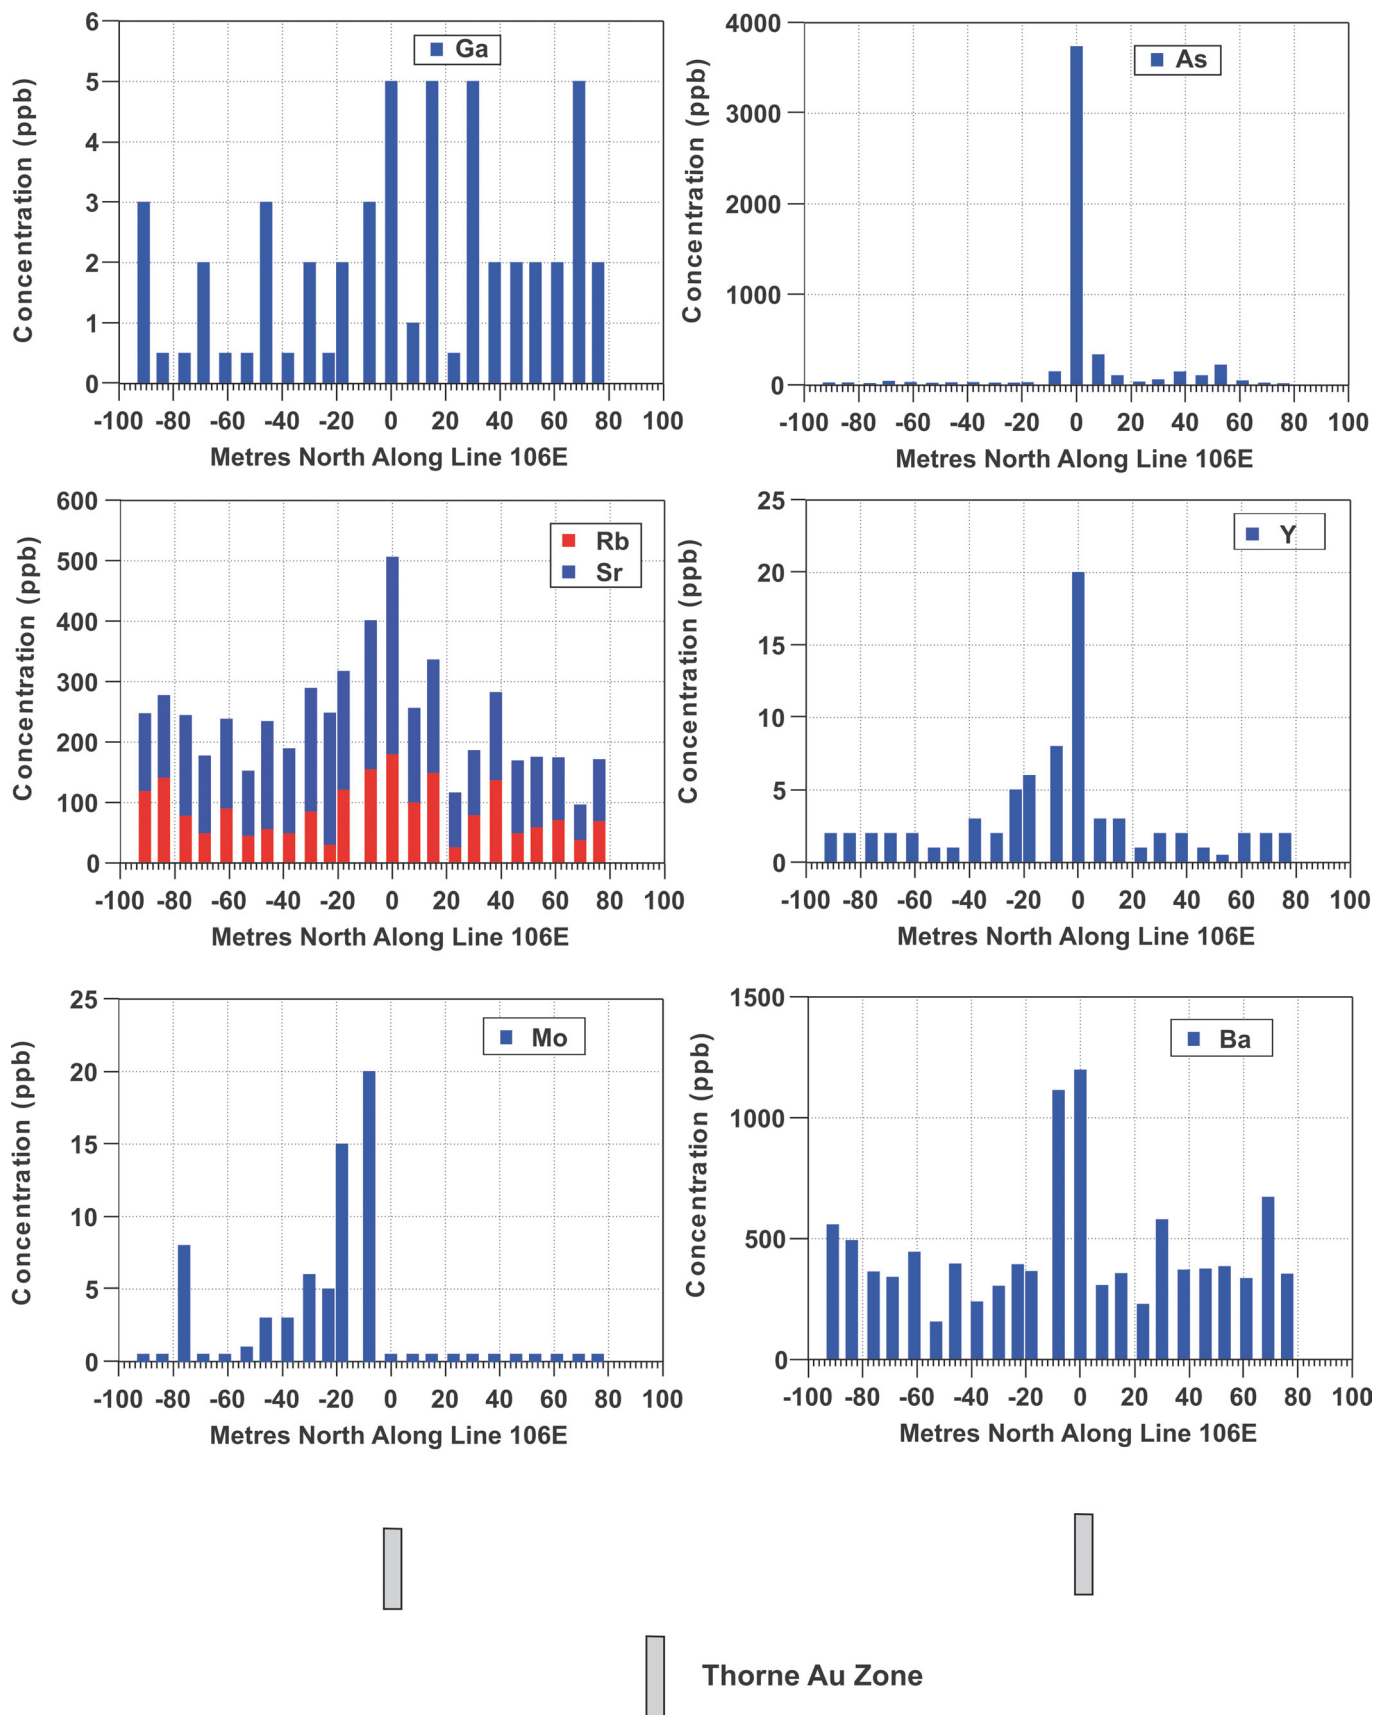 Ga
Concentration (ppb)
6
5
4
3
2
1
0
-100 -80 -60 -40 -20 0 20 40 60 80 100
Metres North Along Line 106E
As
Concentration (ppb)
4000
3000
2000
1000
0
-100 -80 -60 -40 -20 0 20 40 60 80 100
Metres North Along Line 106E
Rb
Sr
Concentration (ppb)
600
500
400
300
200
100
0
-100 -80 -60 -40 -20 0 20 40 60 80 100
Metres North Along Line 106E
Y
Concentration (ppb)
25
20
15
10
5
0
-100 -80 -60 -40 -20 0 20 40 60 80 100
Metres North Along Line 106E
Mo
Concentration (ppb)
25
20
15
10
5
0
-100 -80 -60 -40 -20 0 20 40 60 80 100
Metres North Along Line 106E
Ba
Concentration (ppb)
1500
1000
500
0
-100 -80 -60 -40 -20 0 20 40 60 80 100
Metres North Along Line 106E
Thorne Au Zone